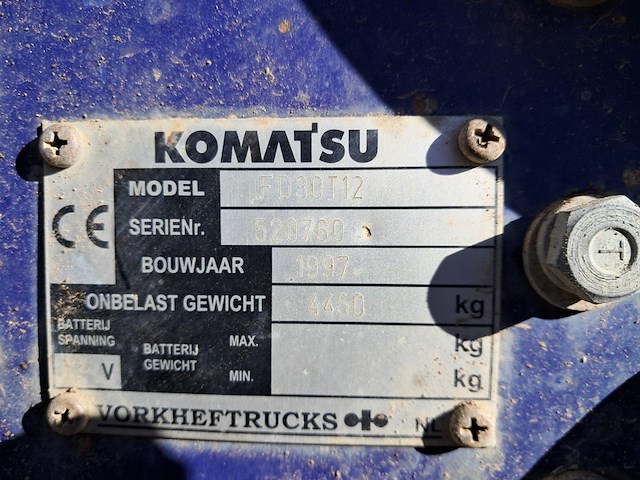 KOMATSU
MODEL FD30T12
CE SERIENr. 520760
BOUWJAAR 1997
ONBELAST GEWICHT 4450 kg
BATTERIJ SPANNING V
BATTERIJ GEWICHT
MAX. kg
MIN. kg
VORKHEFTRUCKS NL